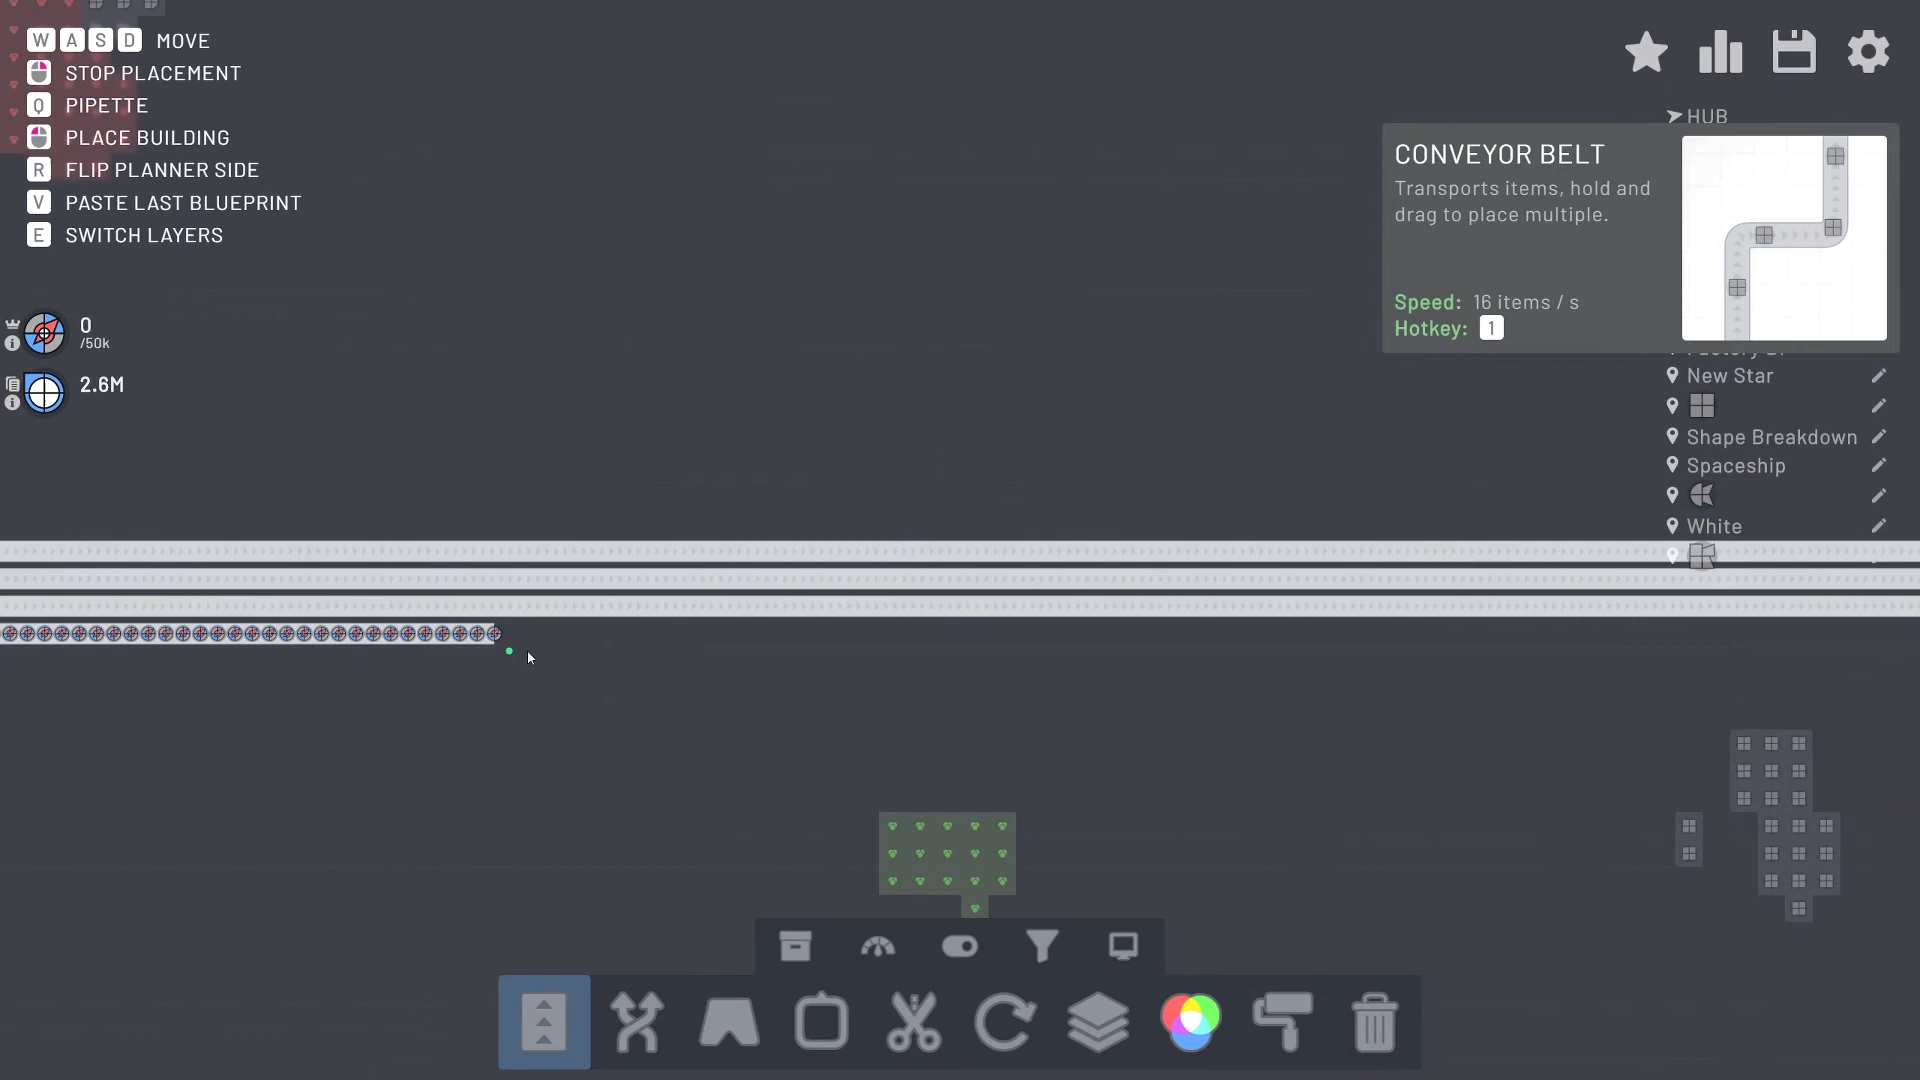 W A S D MOVE
STOP PLACEMENT
Q PIPETTE
PLACE BUILDING
R FLIP PLANNER SIDE
V PASTE LAST BLUEPRINT
E SWITCH LAYERS
0
/50k
2.6M
HUB
CONVEYOR BELT
Transports items, hold and
drag to place multiple.
Speed: 16 items / s
Hotkey: 1
New Star
Shape Breakdown
Spaceship
White